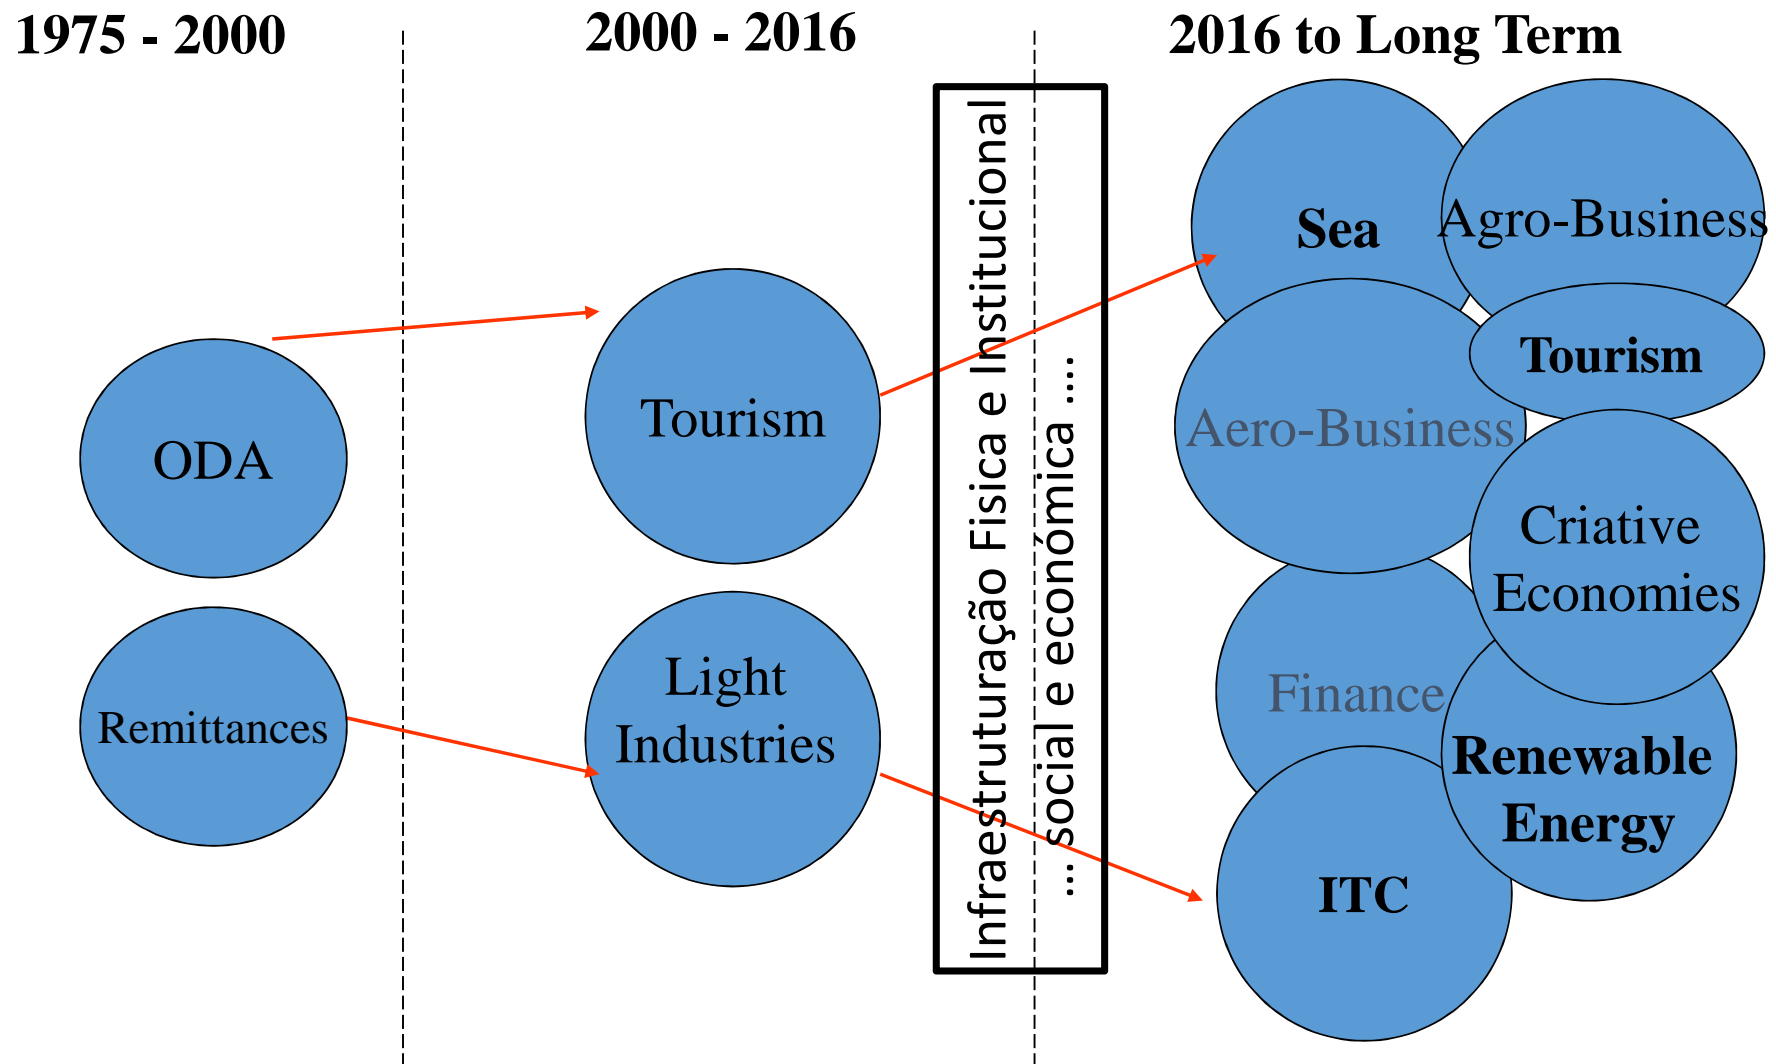 1975 - 2000
2000 - 2016
2016 to Long Term
ODA
Remittances
Tourism
Light
Industries
Infraestruturação Fisica e Institucional
... social e económica ....
Sea
Agro-Business
Tourism
Aero-Business
Criative
Economies
Finance
Renewable
Energy
ITC